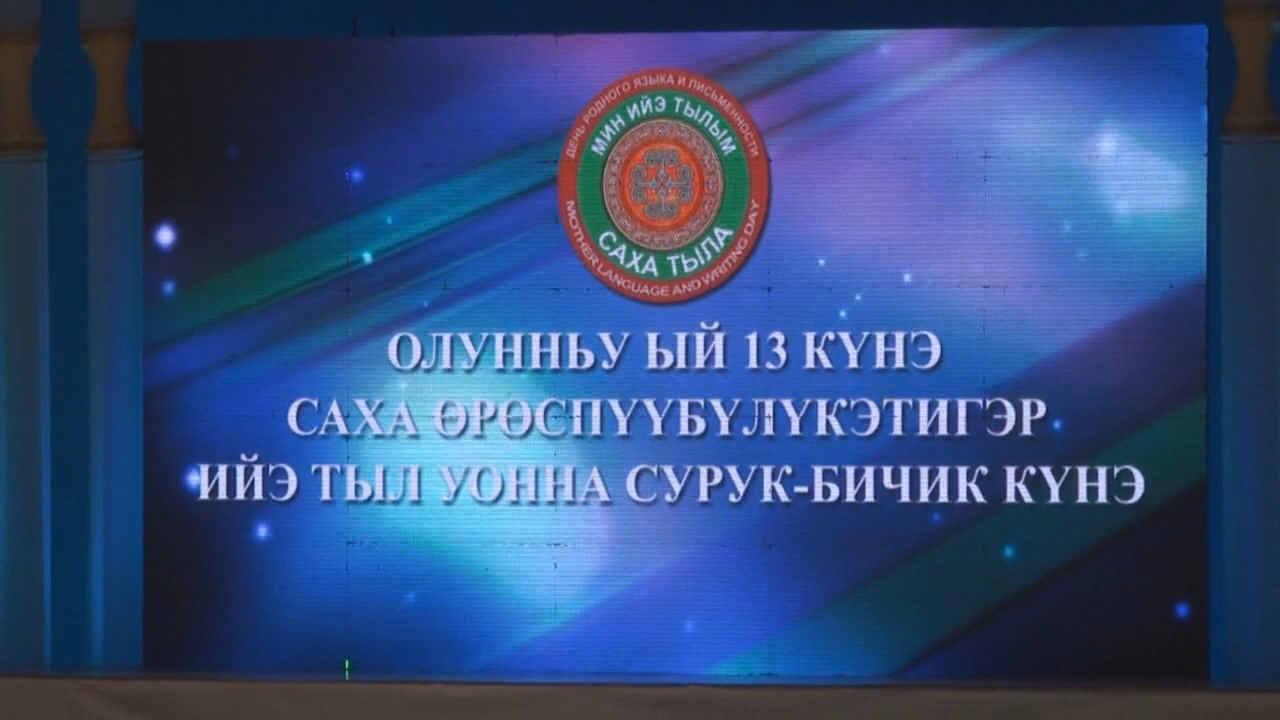 ДЕНЬ РОДНОГО ЯЗЫКА И ПИСЬМЕННОСТИ
МИН ИЙЭ ТЫЛЫМ
САХА ТЫЛА
MOTHER LANGUAGE AND WRITING DAY
ОЛУННЬУ ЫЙ 13 КҮНЭ
САХА ӨРӨСПҮҮБҮЛҮКЭТИГЭР
ИЙЭ ТЫЛ УОННА СУРУК-БИЧИК КҮНЭ